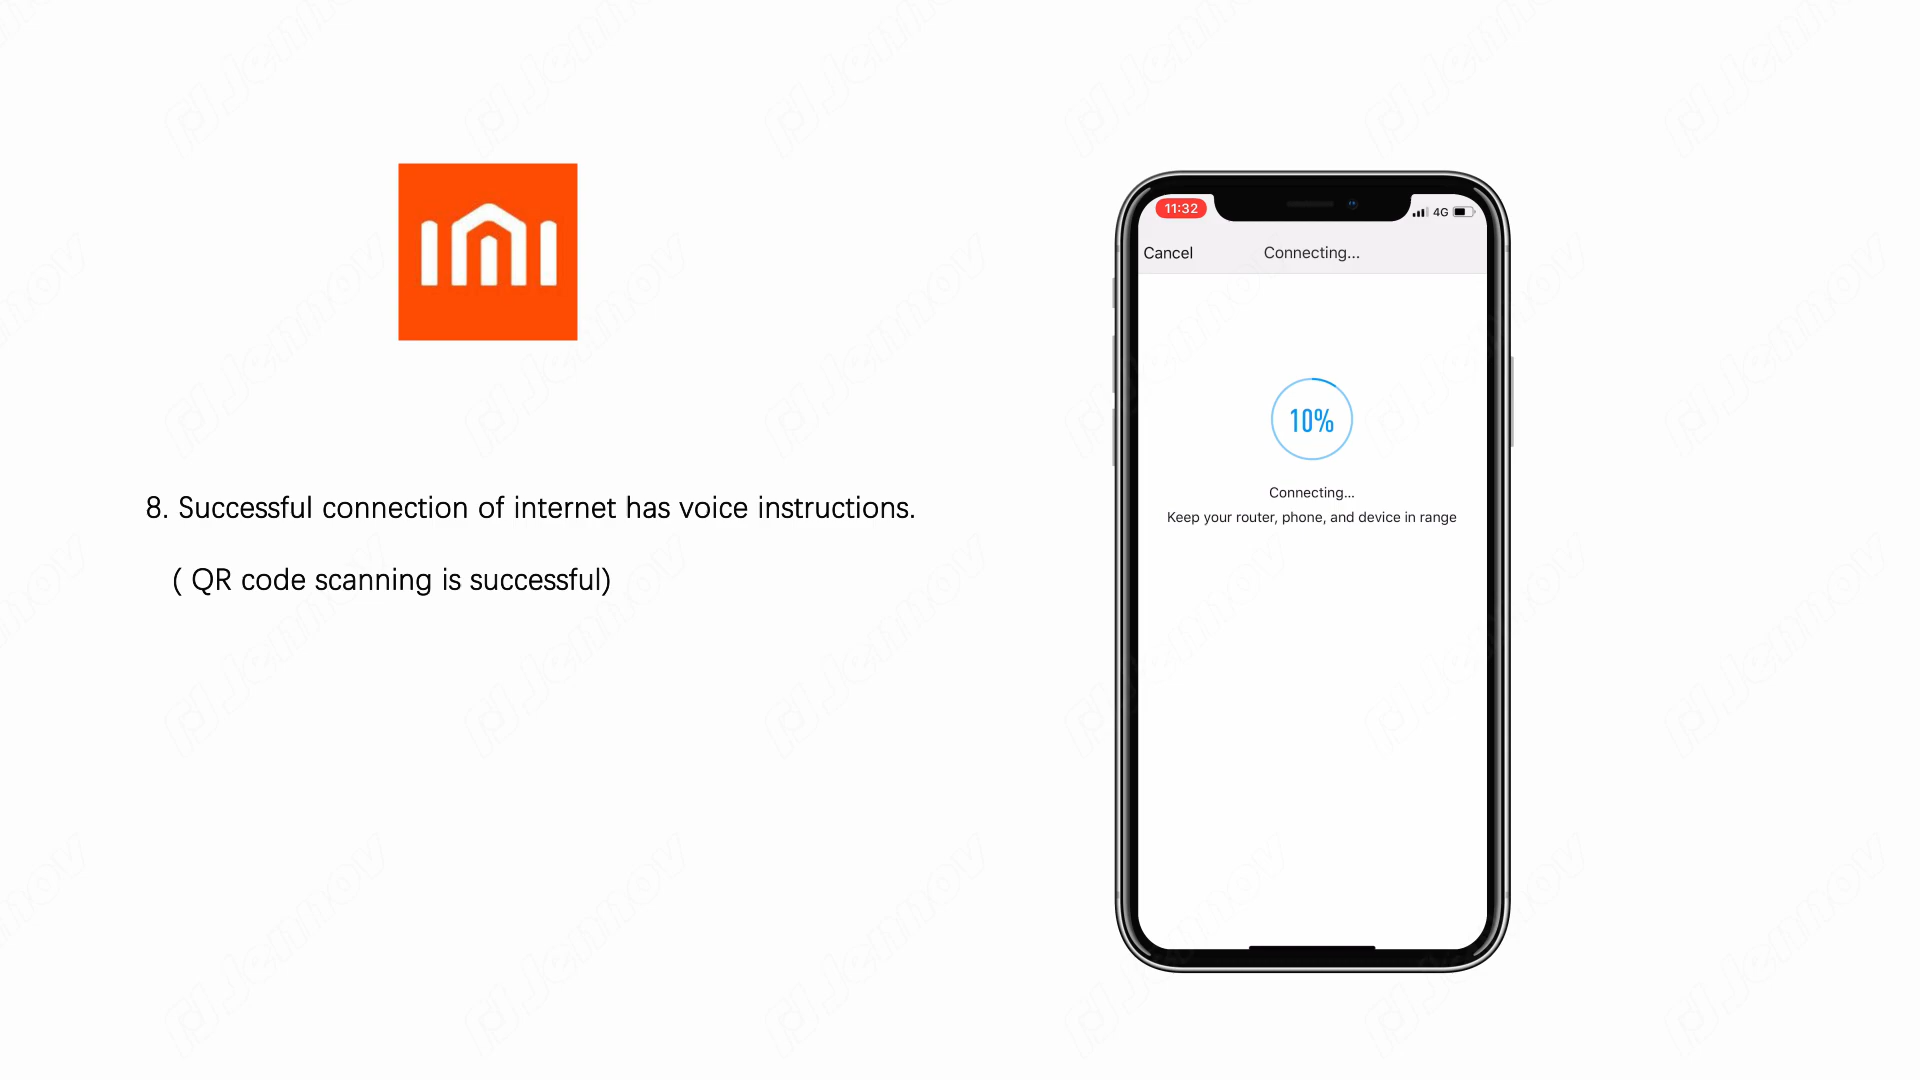 8. Successful connection of internet has voice instructions.
( QR code scanning is successful)
11:32
4G
Cancel
Connecting...
10%
Connecting...
Keep your router, phone, and device in range
Jennov